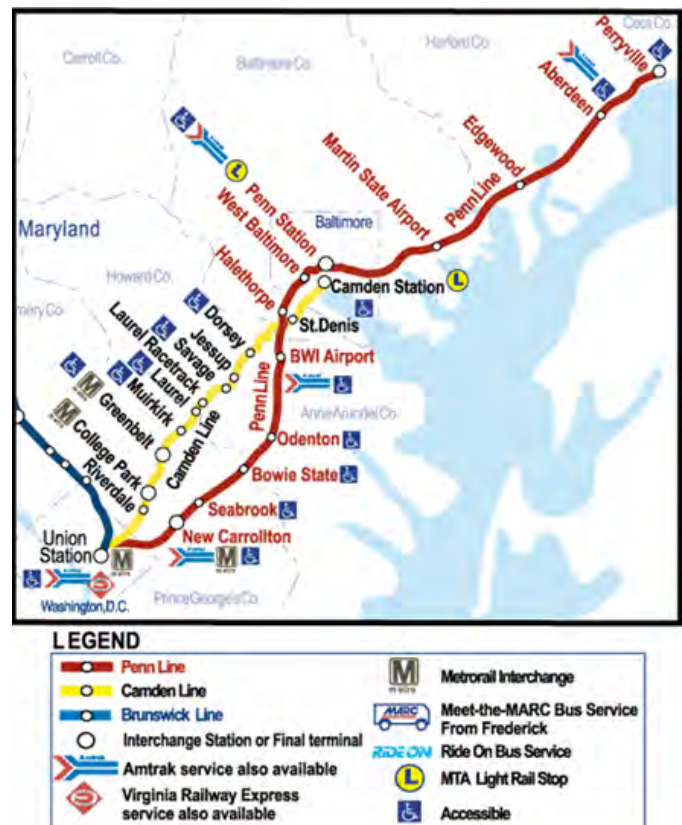 Carroll Co.
Baltimore Co.
Harford Co.
Perryville
Aberdeen
Edgewood
Martin State Airport
Penn Line
Penn Station
West Baltimore
Baltimore
Halethorpe
Maryland
Howard Co.
Camden Station
St.Denis
Dorsey
Jessup
Savage
Laurel Racetrack
Laurel
Muirkirk
Greenbelt
College Park
Riverdale
Camden Line
Penn Line
BWI Airport
Anne Arundel Co.
Odenton
Bowie State
Seabrook
New Carrollton
Union
Station
Washington,D.C.
Prince George's Co.
LEGEND
Penn Line
Camden Line
Brunswick Line
Interchange Station or Final terminal
Amtrak
Amtrak service also available
Virginia Railway Express
service also available
M
Metrorail Interchange
MARC
Meet-the-MARC Bus Service
From Frederick
RIDE ON
Ride On Bus Service
L
MTA Light Rail Stop
Accessible